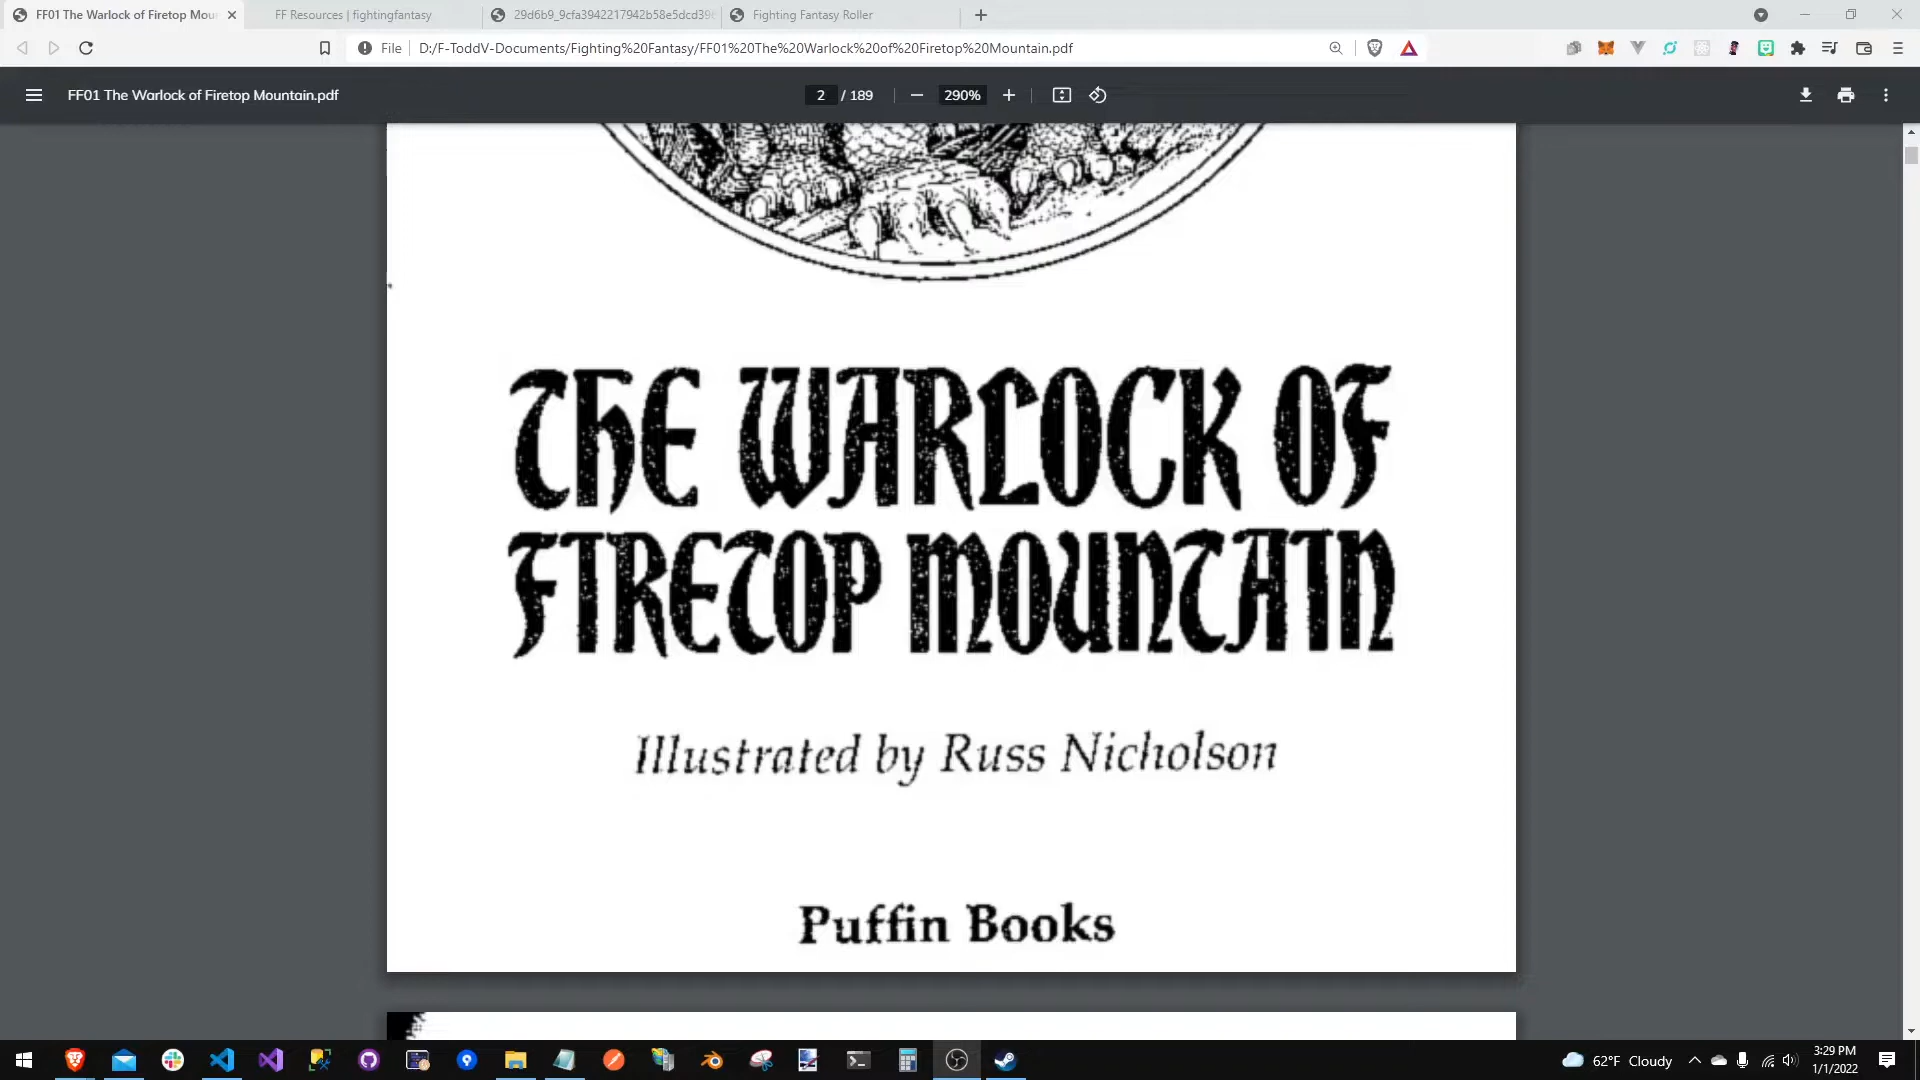 FF01 The Warlock of Firetop Mour
FF Resources | fightingfantasy
29d6b9_9cfa3942217942b58e5dcd39
Fighting Fantasy Roller
File
D:/F-ToddV-Documents/Fighting%20Fantasy/FF01%20The%20Warlock%20of%20Firetop%20Mountain.pdf
FF01 The Warlock of Firetop Mountain.pdf
2 / 189
290%
THE WARLOCK OF
FIRETOP MOUNTAIN
Illustrated by Russ Nicholson
Puffin Books
62°F Cloudy
3:29 PM
1/1/2022